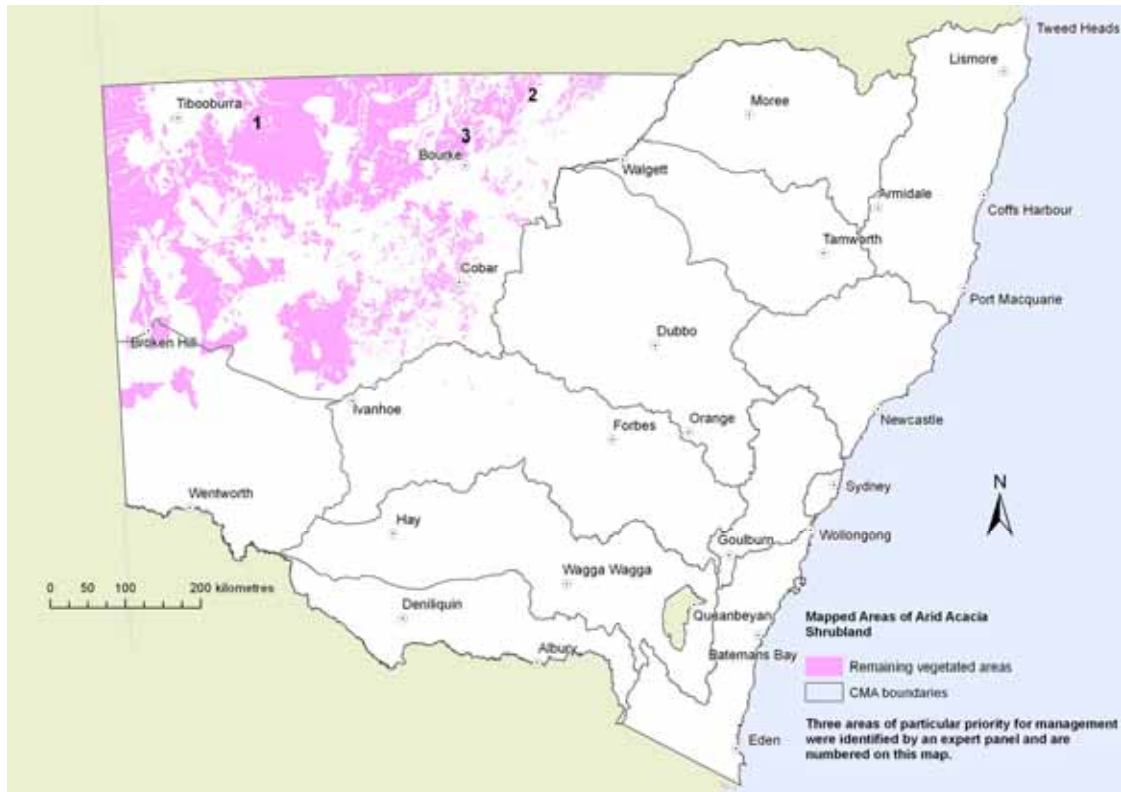 Tweed Heads
Lismore
Tibooburra
1
2
Moree
3
Bourke
Walgett
Armidale
Coffs Harbour
Tamworth
Cobar
Port Macquarie
Dubbo
Broken Hill
Ivanhoe
Forbes
Orange
Newcastle
Sydney
N
Wentworth
Hay
Goulburn
Wollongong
0 50 100 200 kilometres
Wagga Wagga
Deniliquin
Queanbeyan
Albury
Batemans Bay
Eden
Mapped Areas of Arid Acacia
Shrubland
Remaining vegetated areas
CMA boundaries
Three areas of particular priority for management
were identified by an expert panel and are
numbered on this map.